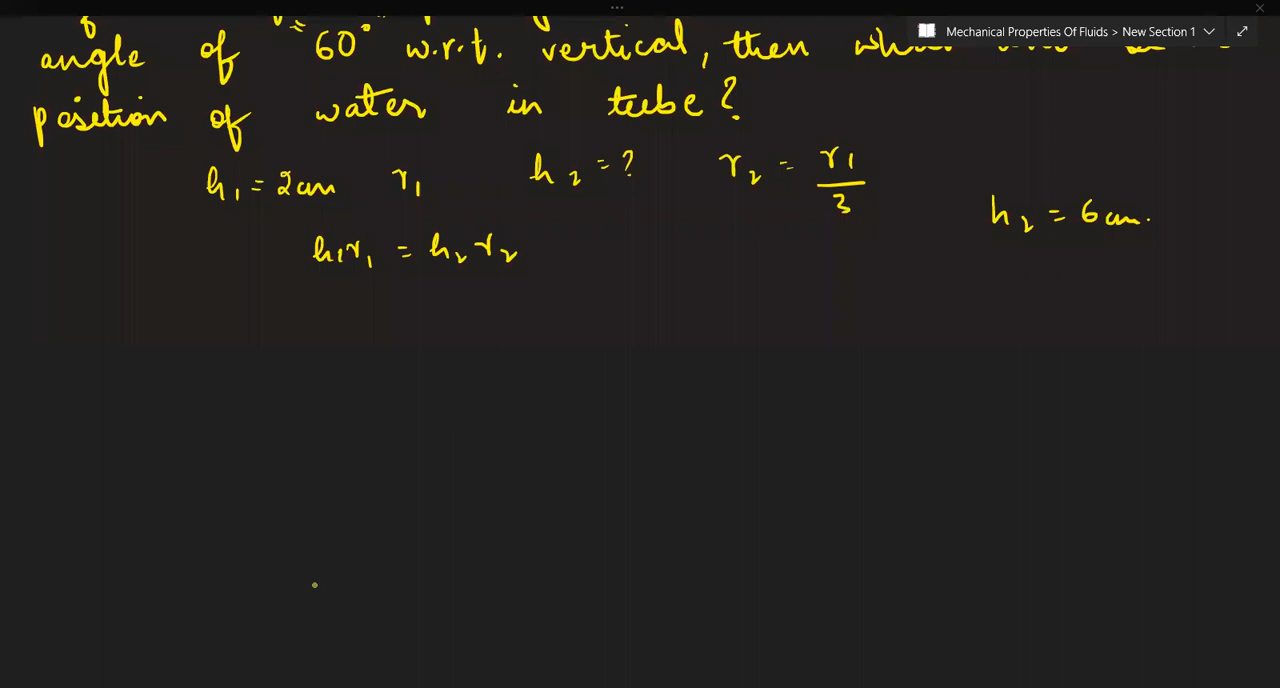 Mechanical Properties Of Fluids > New Section 1
angle of 60° w.r.t. vertical, then
position of water in tube?
h₁ = 2cm r₁ h₂ = ? r₂ = r₁/3
h₂ = 6cm.
h₁r₁ = h₂r₂